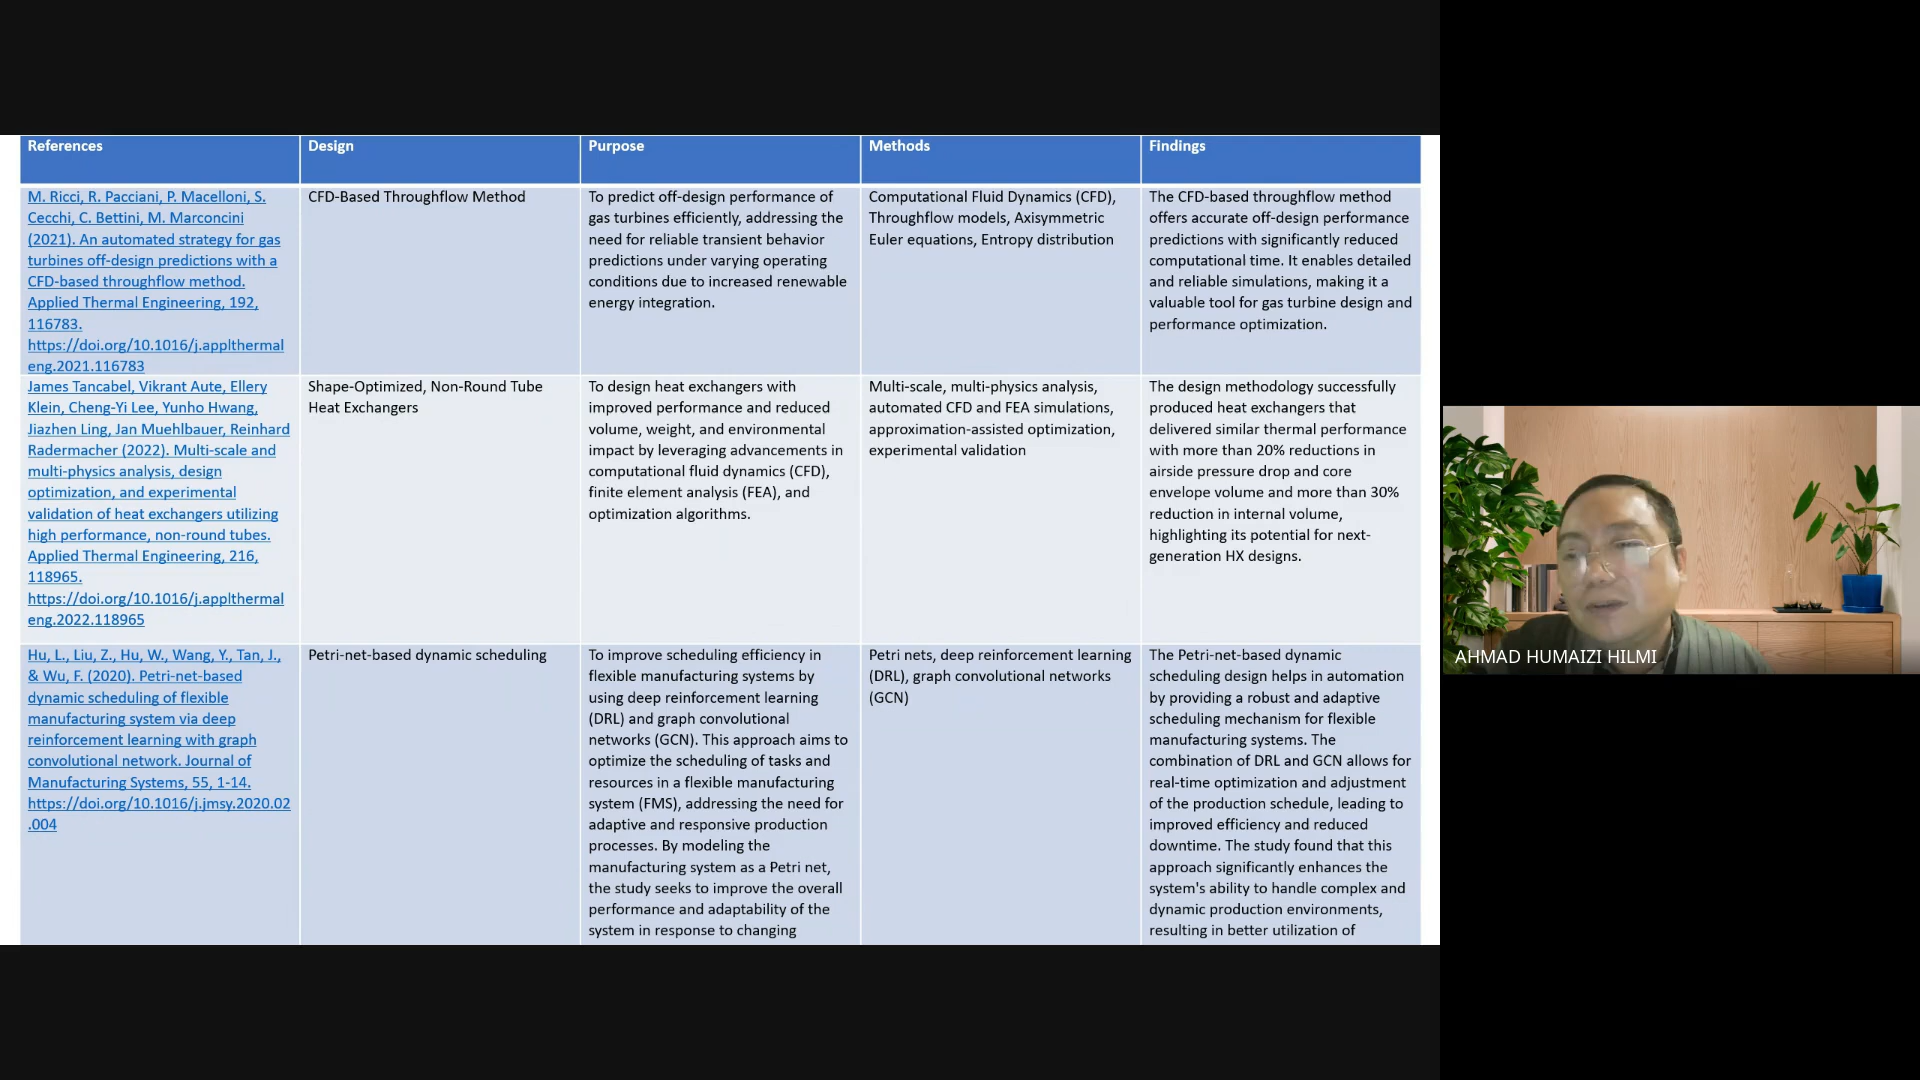 References
Design
Purpose
Methods
Findings
M. Ricci, R. Pacciani, P. Macelloni, S.
Cecchi, C. Bettini, M. Marconcini
(2021). An automated strategy for gas
turbines off-design predictions with a
CFD-based throughflow method.
Applied Thermal Engineering, 192,
116783.
https://doi.org/10.1016/j.applthermal
eng.2021.116783
CFD-Based Throughflow Method
To predict off-design performance of
gas turbines efficiently, addressing the
need for reliable transient behavior
predictions under varying operating
conditions due to increased renewable
energy integration.
Computational Fluid Dynamics (CFD),
Throughflow models, Axisymmetric
Euler equations, Entropy distribution
The CFD-based throughflow method
offers accurate off-design performance
predictions with significantly reduced
computational time. It enables detailed
and reliable simulations, making it a
valuable tool for gas turbine design and
performance optimization.
James Tancabel, Vikrant Aute, Ellery
Klein, Cheng-Yi Lee, Yunho Hwang,
Jiazhen Ling, Jan Muehlbauer, Reinhard
Radermacher (2022). Multi-scale and
multi-physics analysis, design
optimization, and experimental
validation of heat exchangers utilizing
high performance, non-round tubes.
Applied Thermal Engineering, 216,
118965.
https://doi.org/10.1016/j.applthermal
eng.2022.118965
Shape-Optimized, Non-Round Tube
Heat Exchangers
To design heat exchangers with
improved performance and reduced
volume, weight, and environmental
impact by leveraging advancements in
computational fluid dynamics (CFD),
finite element analysis (FEA), and
optimization algorithms.
Multi-scale, multi-physics analysis,
automated CFD and FEA simulations,
approximation-assisted optimization,
experimental validation
The design methodology successfully
produced heat exchangers that
delivered similar thermal performance
with more than 20% reductions in
airside pressure drop and core
envelope volume and more than 30%
reduction in internal volume,
highlighting its potential for next-
generation HX designs.
Hu, L., Liu, Z., Hu, W., Wang, Y., Tan, J.,
& Wu, F. (2020). Petri-net-based
dynamic scheduling of flexible
manufacturing system via deep
reinforcement learning with graph
convolutional network. Journal of
Manufacturing Systems, 55, 1-14.
https://doi.org/10.1016/j.jmsy.2020.02
.004
Petri-net-based dynamic scheduling
To improve scheduling efficiency in
flexible manufacturing systems by
using deep reinforcement learning
(DRL) and graph convolutional
networks (GCN). This approach aims to
optimize the scheduling of tasks and
resources in a flexible manufacturing
system (FMS), addressing the need for
adaptive and responsive production
processes. By modeling the
manufacturing system as a Petri net,
the study seeks to improve the overall
performance and adaptability of the
system in response to changing
Petri nets, deep reinforcement learning
(DRL), graph convolutional networks
(GCN)
The Petri-net-based dynamic
scheduling design helps in automation
by providing a robust and adaptive
scheduling mechanism for flexible
manufacturing systems. The
combination of DRL and GCN allows for
real-time optimization and adjustment
of the production schedule, leading to
improved efficiency and reduced
downtime. The study found that this
approach significantly enhances the
system's ability to handle complex and
dynamic production environments,
resulting in better utilization of
AHMAD HUMAIZI HILMI